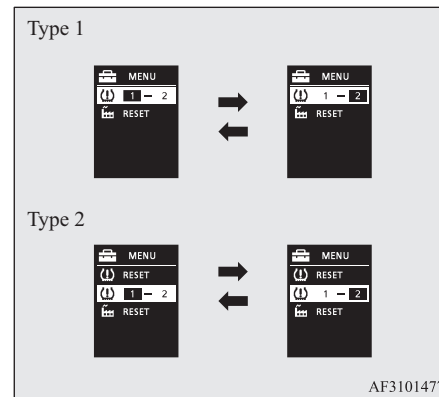 Type 1
MENU
1 – 2
RESET
MENU
1 – 2
RESET
Type 2
MENU
RESET
1 – 2
RESET
MENU
RESET
1 – 2
RESET
AF3101477